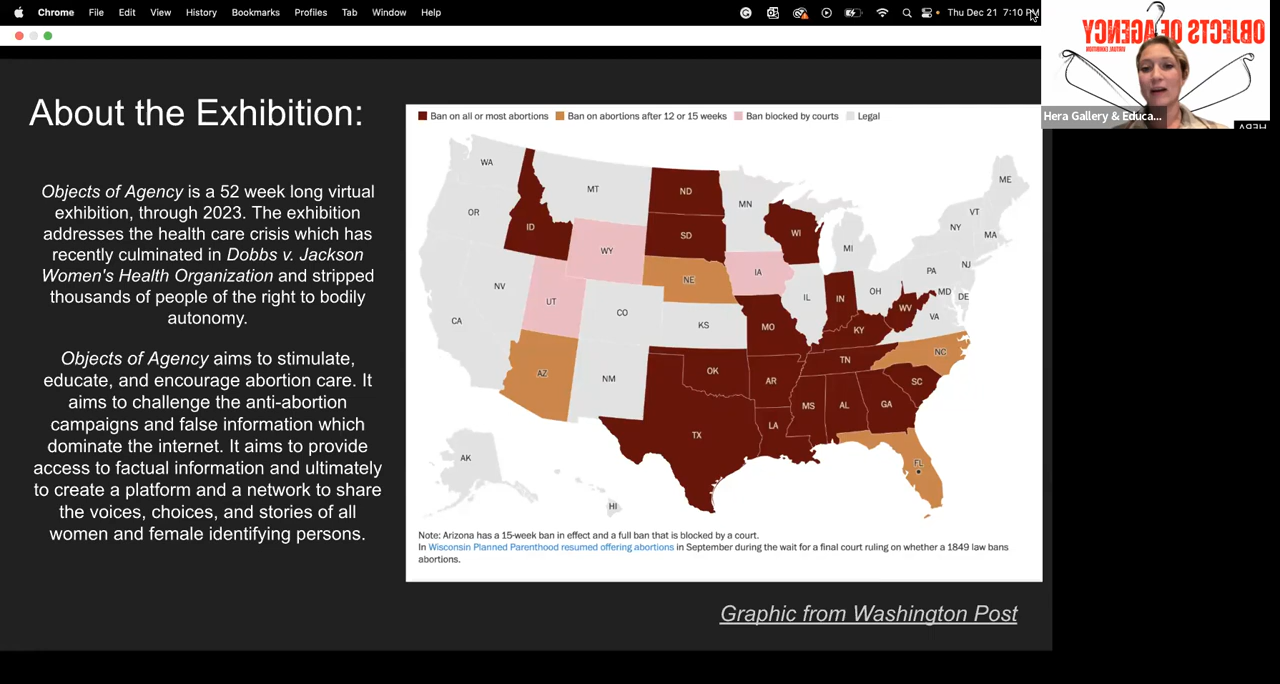 Chrome File Edit View History Bookmarks Profiles Tab Window Help
Thu Dec 21 7:10 PM
OBJECTS OF AGENCY
VIRTUAL EXHIBITION
Hera Gallery & Educa...
HERA
About the Exhibition:
Objects of Agency is a 52 week long virtual
exhibition, through 2023. The exhibition
addresses the health care crisis which has
recently culminated in Dobbs v. Jackson
Women's Health Organization and stripped
thousands of people of the right to bodily
autonomy.
Objects of Agency aims to stimulate,
educate, and encourage abortion care. It
aims to challenge the anti-abortion
campaigns and false information which
dominate the internet. It aims to provide
access to factual information and ultimately
to create a platform and a network to share
the voices, choices, and stories of all
women and female identifying persons.
Ban on all or most abortions Ban on abortions after 12 or 15 weeks Ban blocked by courts Legal
WA
ME
MT
ND
MN
VT
OR
ID
SD
WI
NY
MA
WY
MI
IA
PA
NJ
NE
NV
UT
IL
IN
OH
MD
DE
CO
WV
VA
CA
KS
MO
KY
NC
TN
AZ
NM
OK
AR
SC
MS
AL
GA
LA
TX
AK
FL
HI
Note: Arizona has a 15-week ban in effect and a full ban that is blocked by a court.
In Wisconsin Planned Parenthood resumed offering abortions in September during the wait for a final court ruling on whether a 1849 law bans
abortions.
Graphic from Washington Post